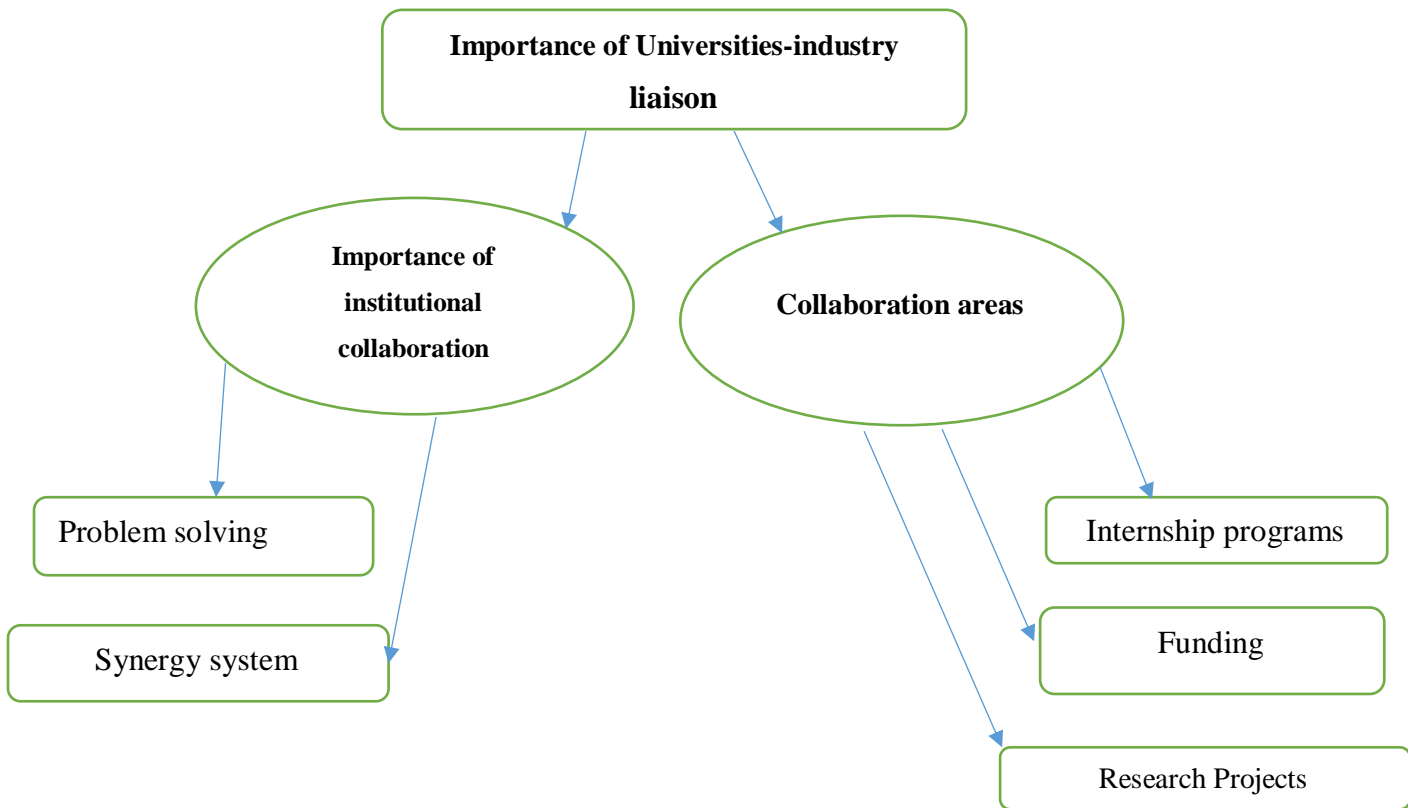 Importance of Universities-industry
liaison
Importance of
institutional
collaboration
Collaboration areas
Problem solving
Internship programs
Synergy system
Funding
Research Projects